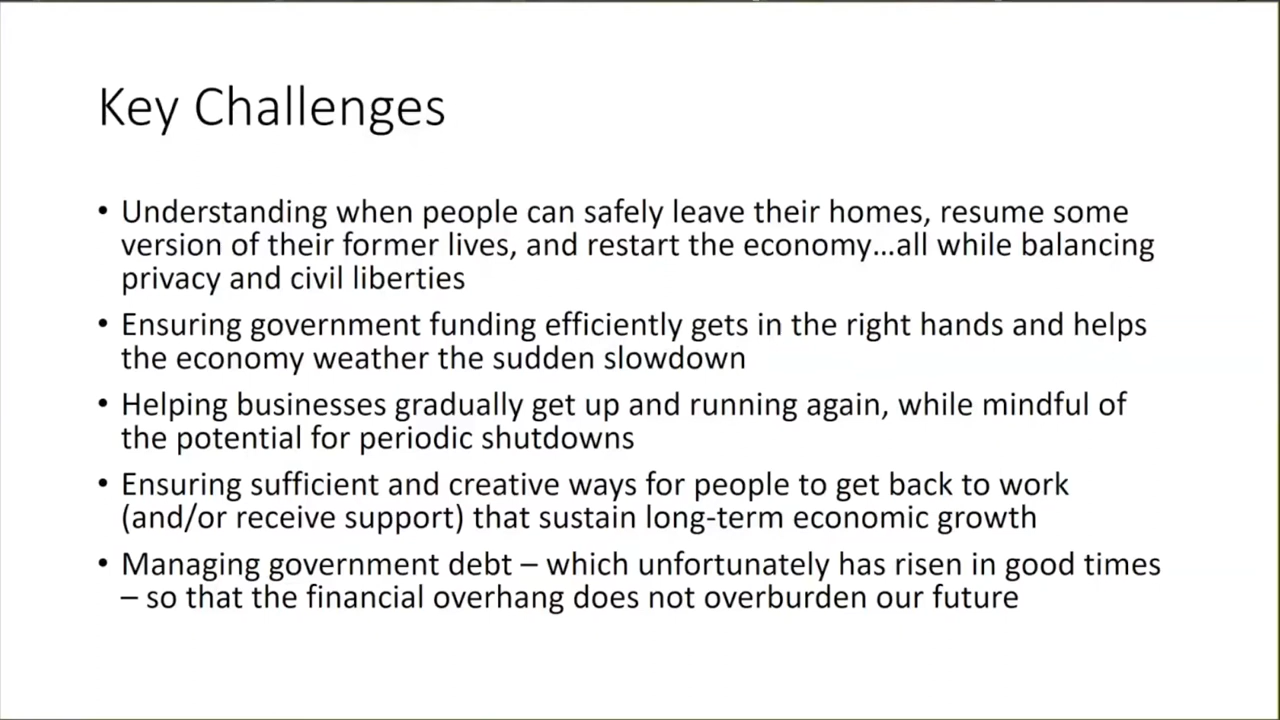 Key Challenges
• Understanding when people can safely leave their homes, resume some
version of their former lives, and restart the economy...all while balancing
privacy and civil liberties
• Ensuring government funding efficiently gets in the right hands and helps
the economy weather the sudden slowdown
• Helping businesses gradually get up and running again, while mindful of
the potential for periodic shutdowns
• Ensuring sufficient and creative ways for people to get back to work
(and/or receive support) that sustain long-term economic growth
• Managing government debt – which unfortunately has risen in good times
– so that the financial overhang does not overburden our future